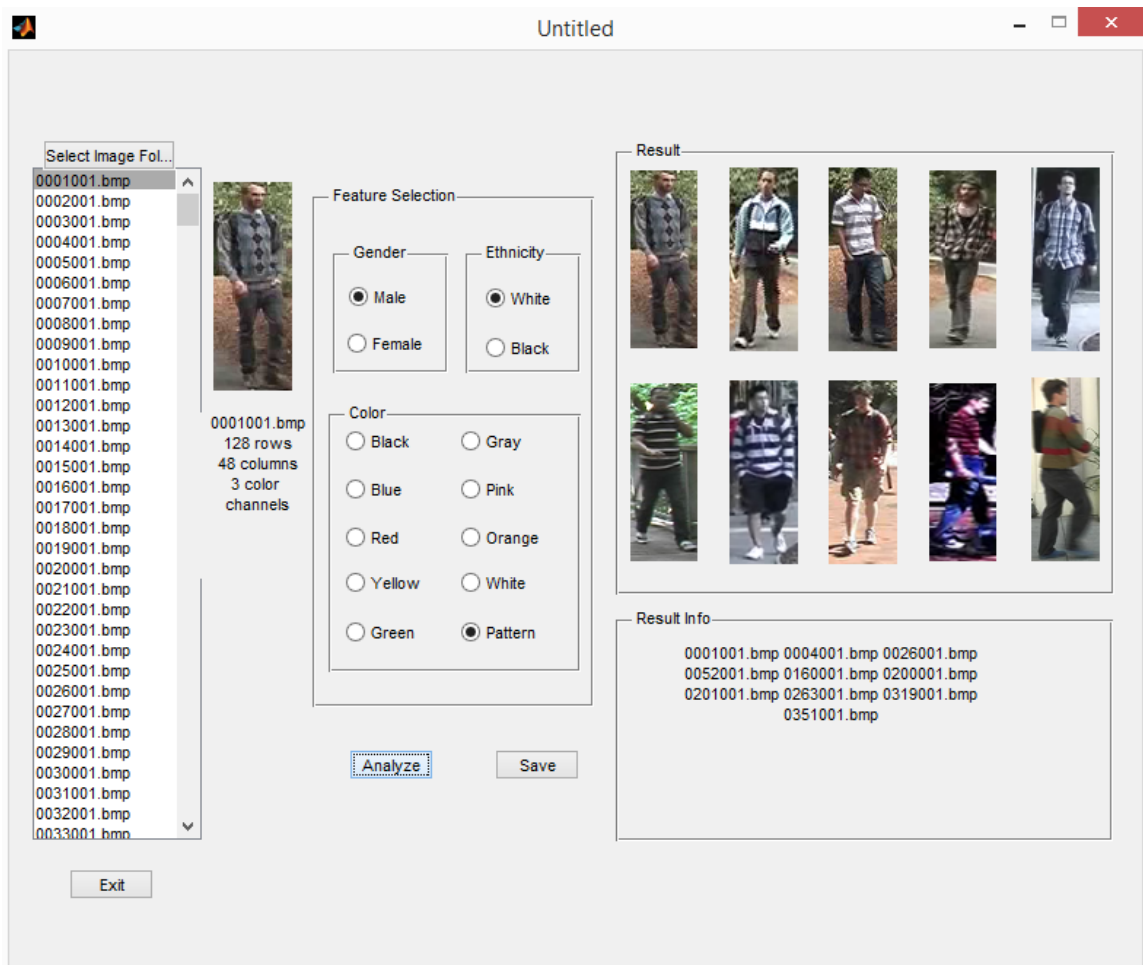 Untitled
Select Image Fol...
0001001.bmp
0002001.bmp
0003001.bmp
0004001.bmp
0005001.bmp
0006001.bmp
0007001.bmp
0008001.bmp
0009001.bmp
0010001.bmp
0011001.bmp
0012001.bmp
0013001.bmp
0014001.bmp
0015001.bmp
0016001.bmp
0017001.bmp
0018001.bmp
0019001.bmp
0020001.bmp
0021001.bmp
0022001.bmp
0023001.bmp
0024001.bmp
0025001.bmp
0026001.bmp
0027001.bmp
0028001.bmp
0029001.bmp
0030001.bmp
0031001.bmp
0032001.bmp
0033001.bmp
Exit
0001001.bmp
128 rows
48 columns
3 color
channels
Feature Selection
Gender
Male
Female
Ethnicity
White
Black
Color
Black
Gray
Blue
Pink
Red
Orange
Yellow
White
Green
Pattern
Analyze
Save
Result
Result Info
0001001.bmp 0004001.bmp 0026001.bmp
0052001.bmp 0160001.bmp 0200001.bmp
0201001.bmp 0263001.bmp 0319001.bmp
0351001.bmp